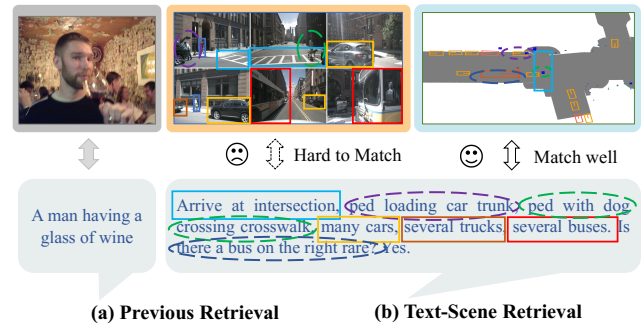 Hard to Match
Match well
A man having a
glass of wine
Arrive at intersection, ped loading car trunk, ped with dog
crossing crosswalk, many cars, several trucks, several buses. Is
there a bus on the right rare? Yes.
(a) Previous Retrieval
(b) Text-Scene Retrieval